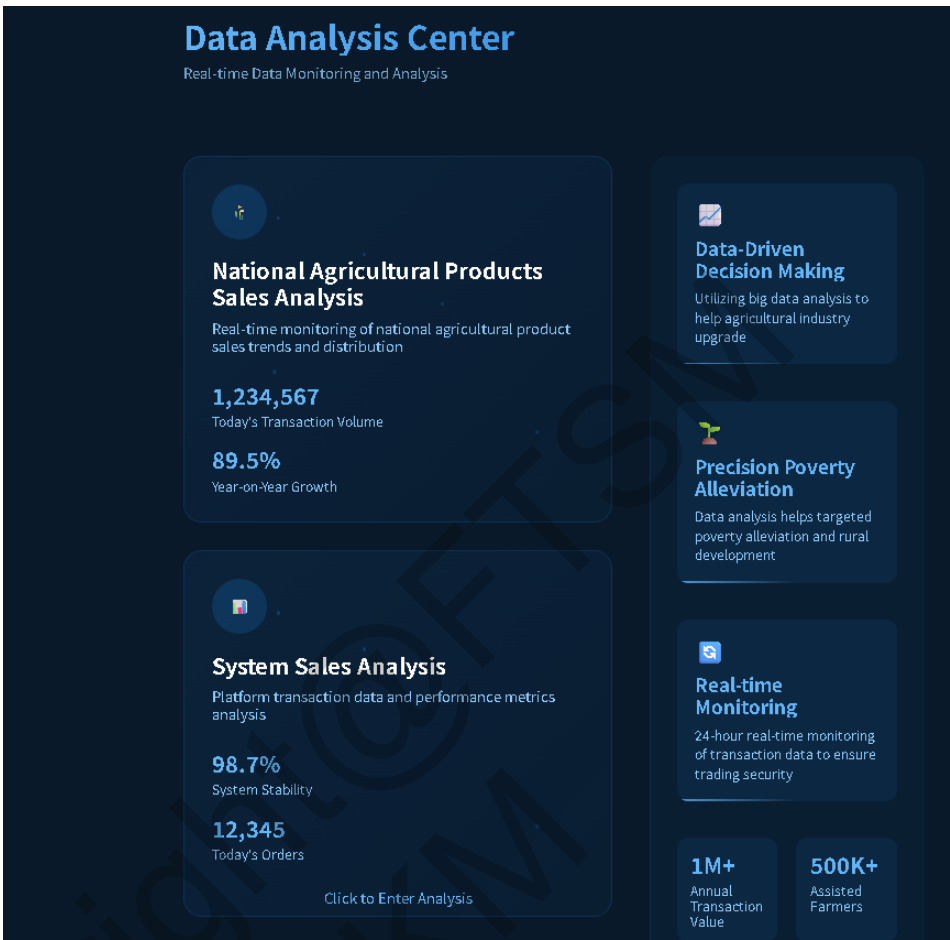 Data Analysis Center
Real-time Data Monitoring and Analysis
National Agricultural Products
Sales Analysis
Real-time monitoring of national agricultural product
sales trends and distribution
1,234,567
Today's Transaction Volume
89.5%
Year-on-Year Growth
System Sales Analysis
Platform transaction data and performance metrics
analysis
98.7%
System Stability
12,345
Today's Orders
Click to Enter Analysis
Data-Driven
Decision Making
Utilizing big data analysis to
help agricultural industry
upgrade
Precision Poverty
Alleviation
Data analysis helps targeted
poverty alleviation and rural
development
Real-time
Monitoring
24-hour real-time monitoring
of transaction data to ensure
trading security
1M+
Annual
Transaction
Value
500K+
Assisted
Farmers
ight@FTSM
KM